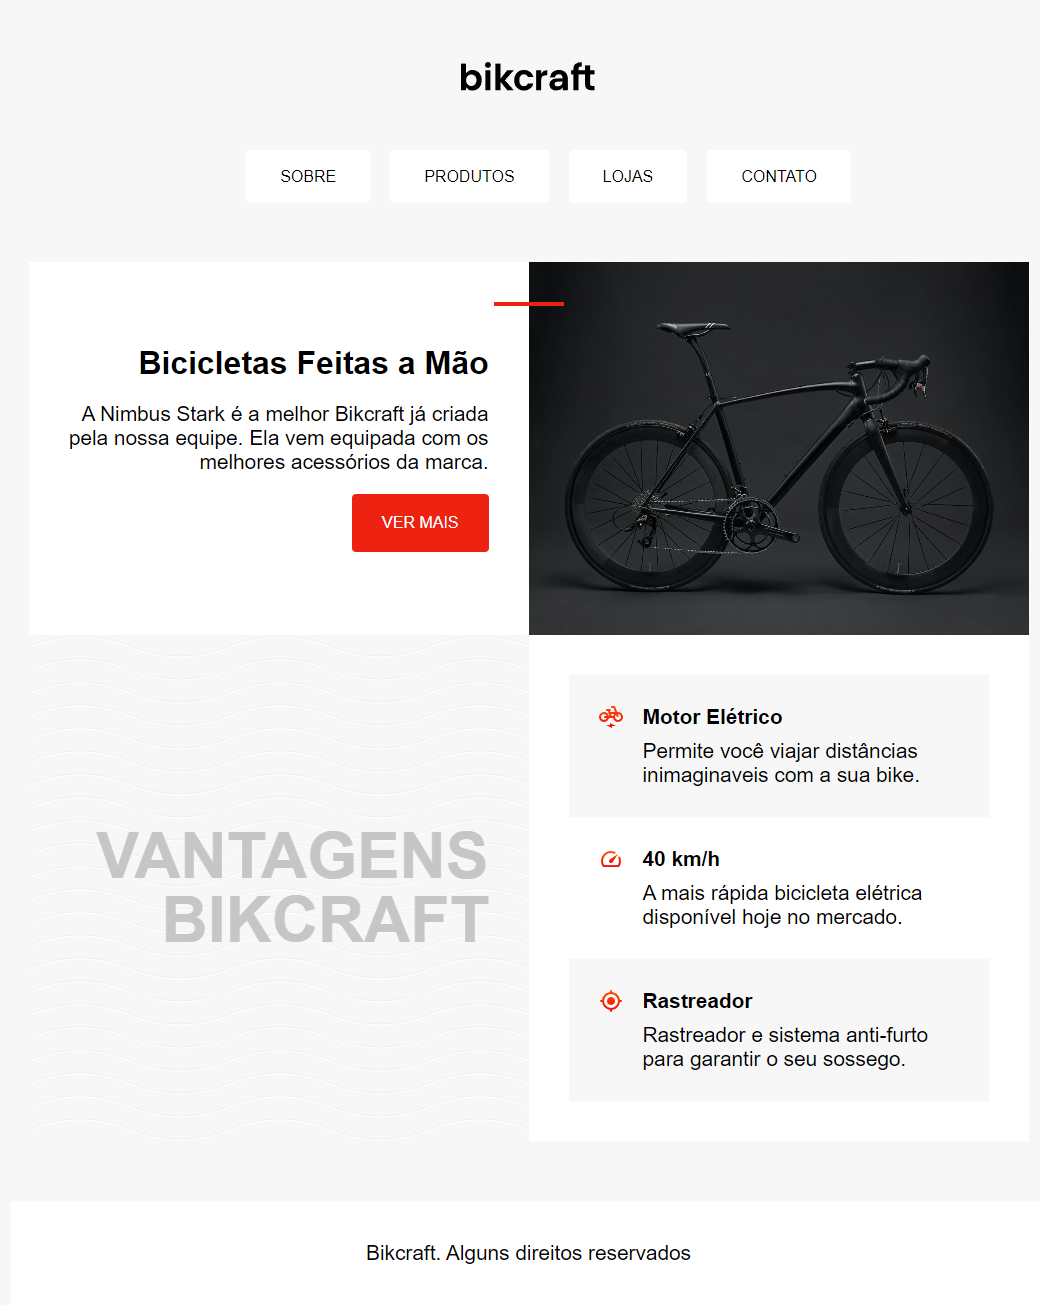 bikcraft
SOBRE
PRODUTOS
LOJAS
CONTATO
Bicicletas Feitas a Mão
A Nimbus Stark é a melhor Bikcraft já criada
pela nossa equipe. Ela vem equipada com os
melhores acessórios da marca.
VER MAIS
VANTAGENS
BIKCRAFT
Motor Elétrico
Permite você viajar distâncias
inimaginaveis com a sua bike.
40 km/h
A mais rápida bicicleta elétrica
disponível hoje no mercado.
Rastreador
Rastreador e sistema anti-furto
para garantir o seu sossego.
Bikcraft. Alguns direitos reservados